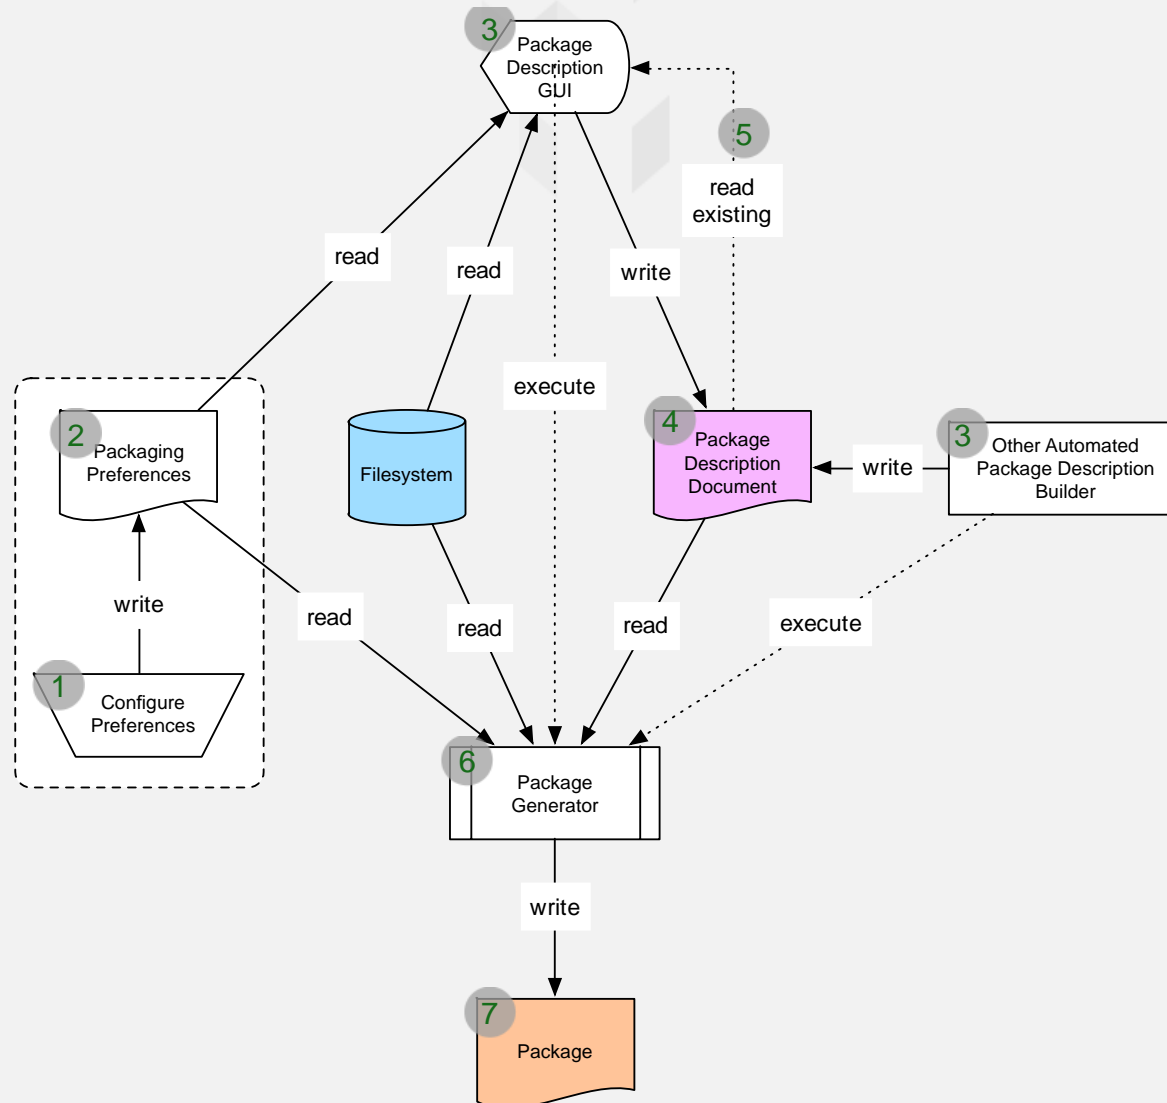 3
Package
Description
GUI
5
read
existing
read
read
write
execute
2
Packaging
Preferences
Filesystem
4
Package
Description
Document
write
3
Other Automated
Package Description
Builder
write
read
read
read
execute
1
Configure
Preferences
6
Package
Generator
write
7
Package